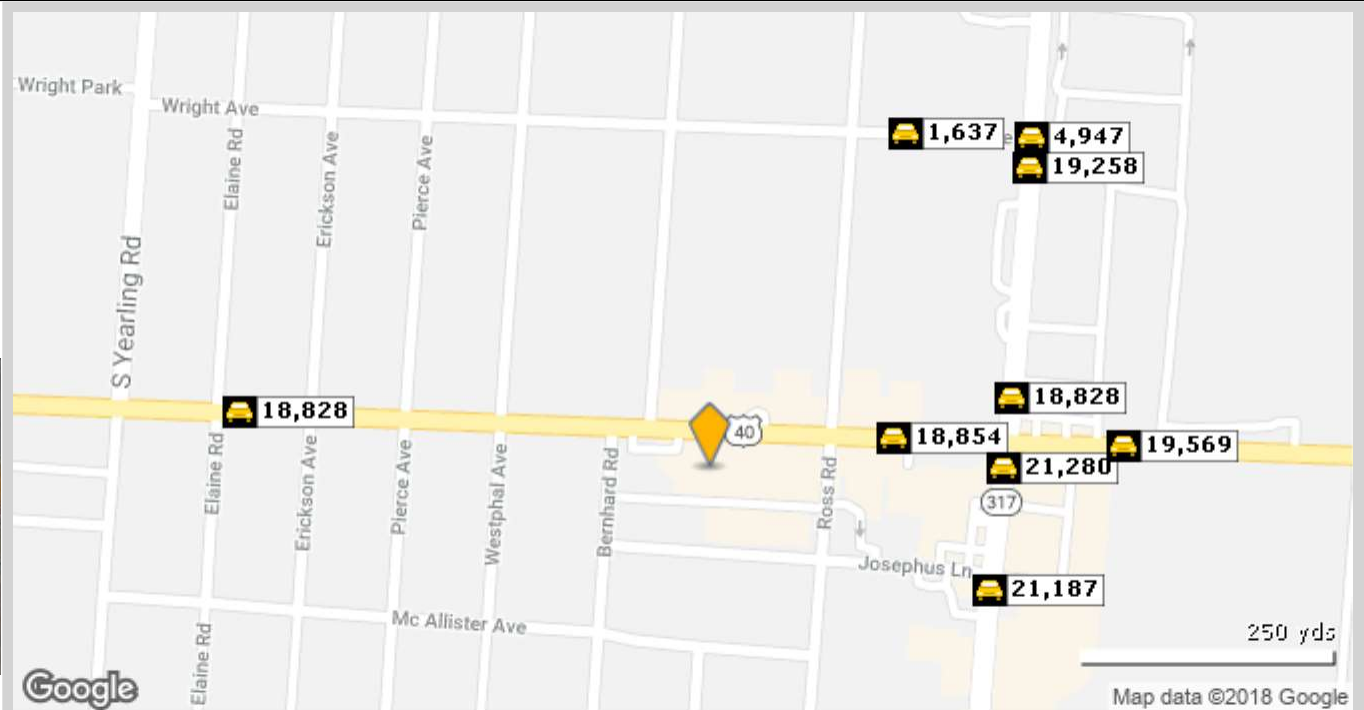 Wright Park
Wright Ave
1,637
4,947
19,258
Elaine Rd
Erickson Ave
Pierce Ave
S Yearling Rd
18,828
18,828
40
18,854
19,569
21,280
317
Elaine Rd
Erickson Ave
Pierce Ave
Westphal Ave
Bernhard Rd
Ross Rd
Josephus Ln
21,187
Mc Allister Ave
Elaine Rd
250 yds
Google
Map data ©2018 Google